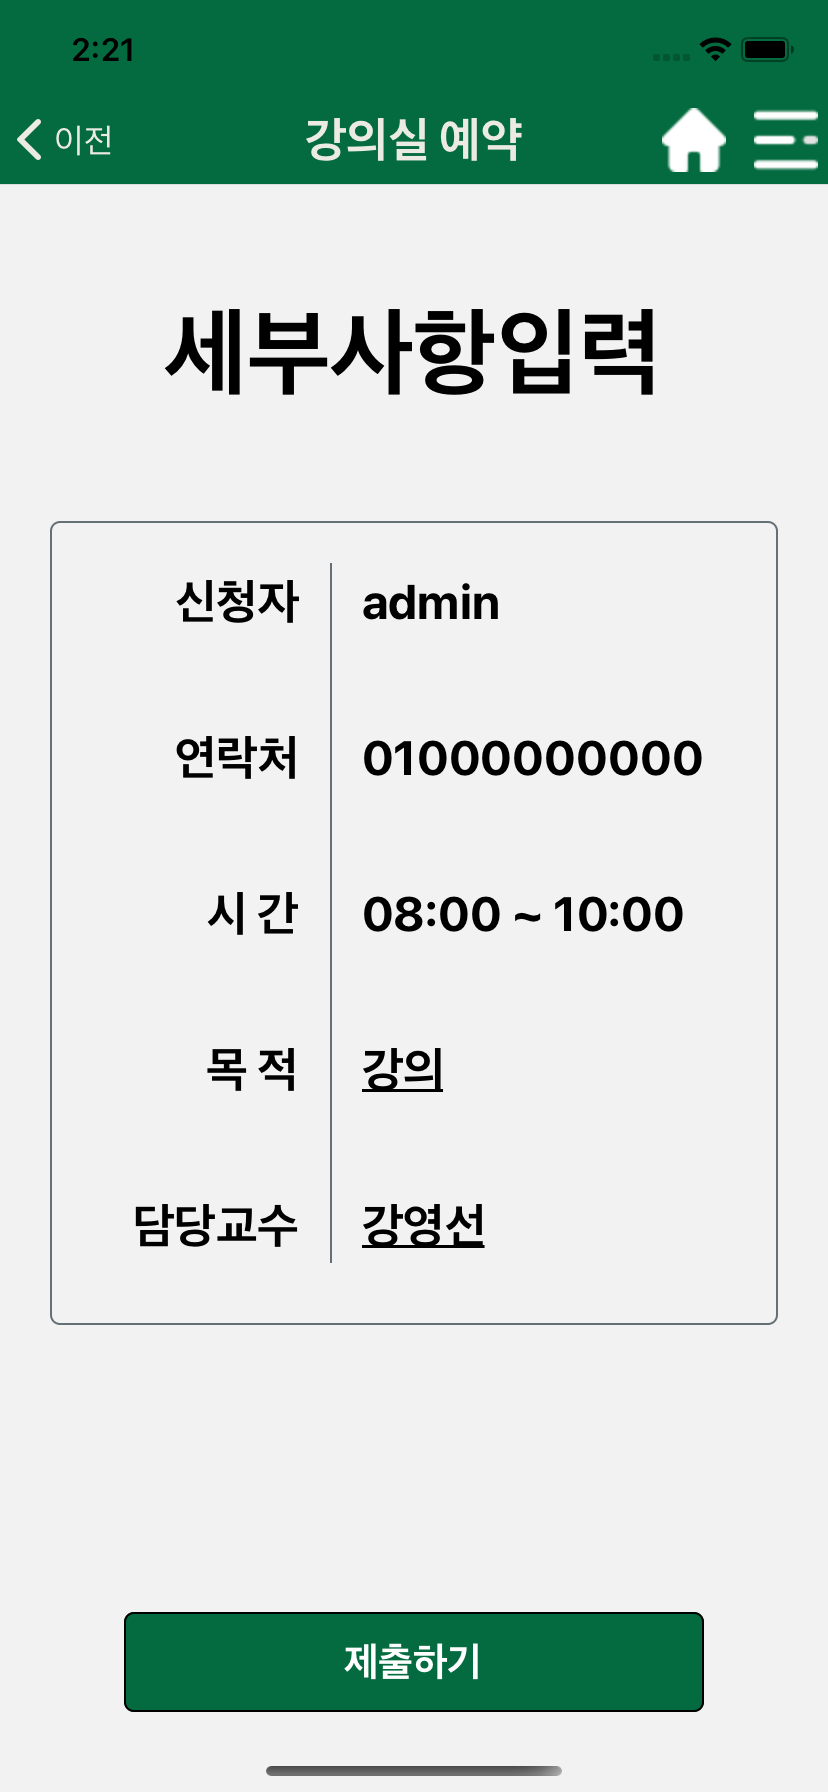 2:21
이전 강의실 예약
세부사항입력
신청자 admin
연락처 01000000000
시 간 08:00 ~ 10:00
목 적 강의
담당교수 강영선
제출하기